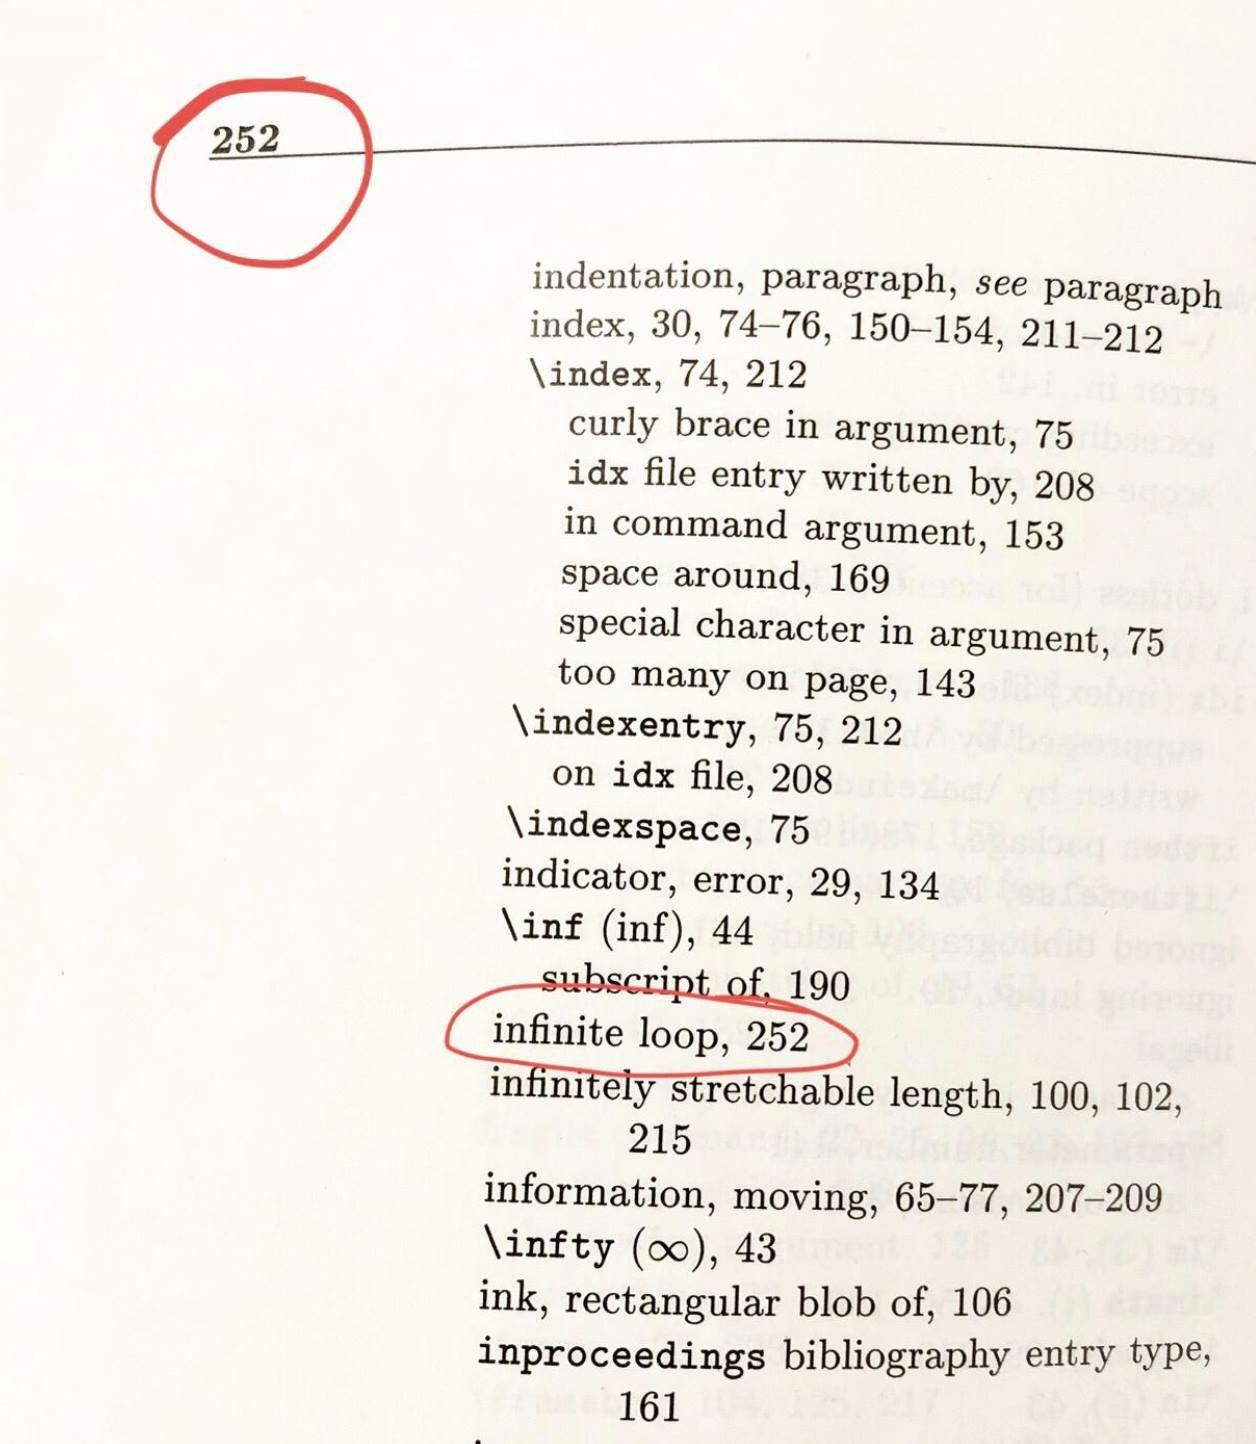 252
indentation, paragraph, see paragraph
index, 30, 74–76, 150–154, 211–212
\index, 74, 212
curly brace in argument, 75
idx file entry written by, 208
in command argument, 153
space around, 169
special character in argument, 75
too many on page, 143
\indexentry, 75, 212
on idx file, 208
\indexspace, 75
indicator, error, 29, 134
\inf (inf), 44
subscript of, 190
infinite loop, 252
infinitely stretchable length, 100, 102,
215
information, moving, 65–77, 207–209
\infty (∞), 43
ink, rectangular blob of, 106
inproceedings bibliography entry type,
161